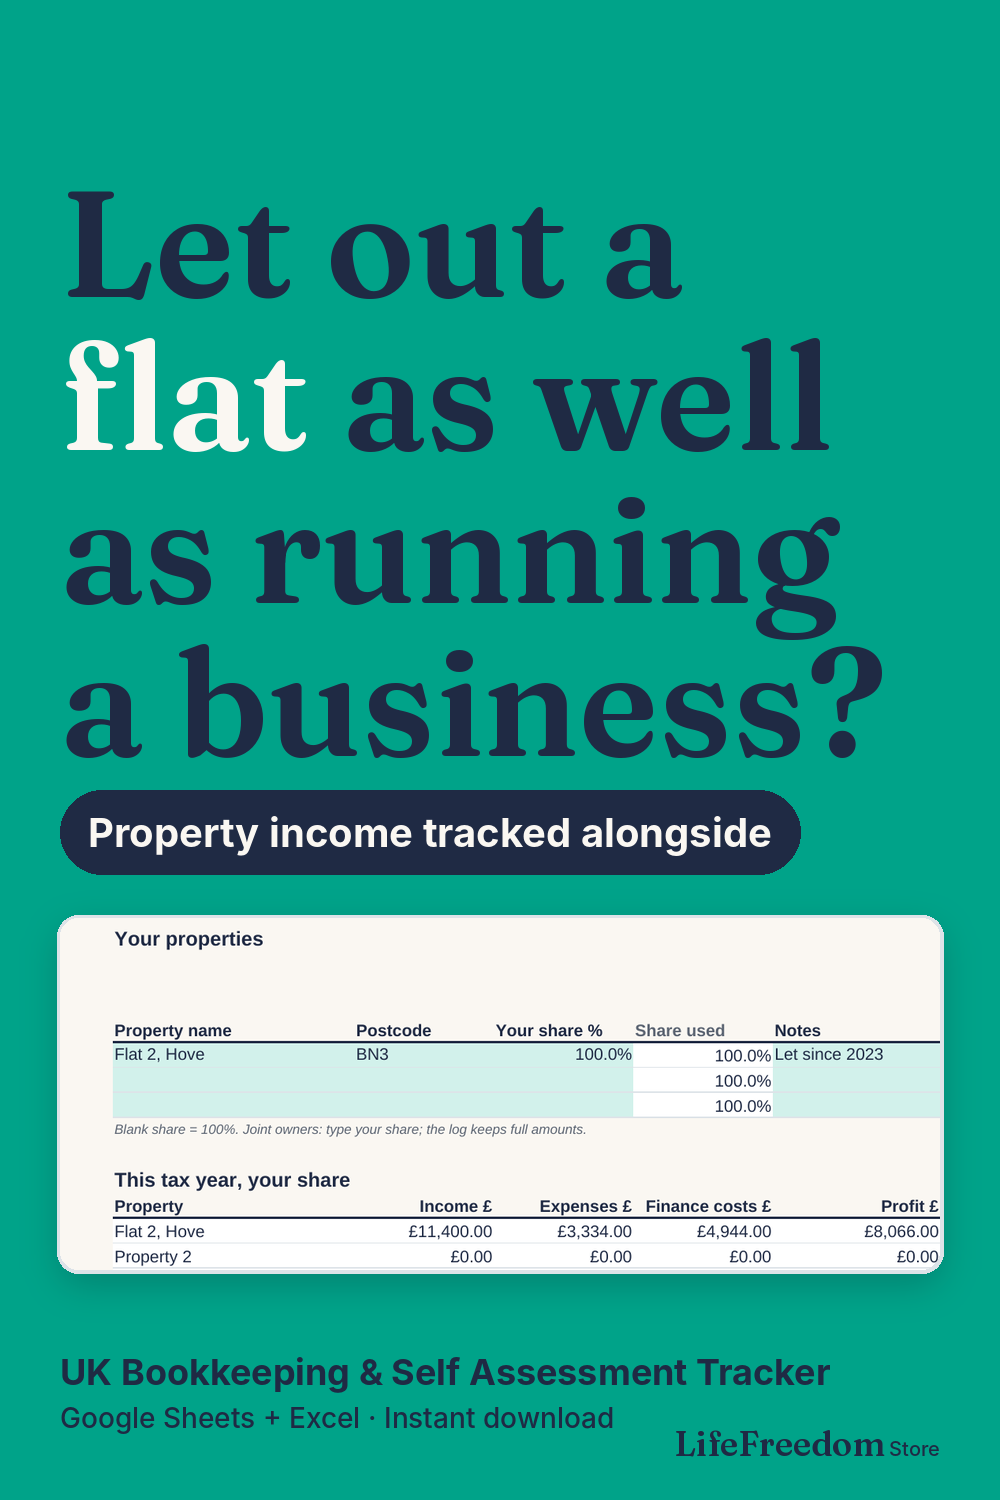 Let out a
flat as well
as running
a business?
Property income tracked alongside
Your properties
Property name Postcode Your share % Share used Notes
Flat 2, Hove BN3 100.0% 100.0% Let since 2023
100.0%
100.0%
Blank share = 100%. Joint owners: type your share; the log keeps full amounts.
This tax year, your share
Property Income £ Expenses £ Finance costs £ Profit £
Flat 2, Hove £11,400.00 £3,334.00 £4,944.00 £8,066.00
Property 2 £0.00 £0.00 £0.00 £0.00
UK Bookkeeping & Self Assessment Tracker
Google Sheets + Excel · Instant download
LifeFreedom Store